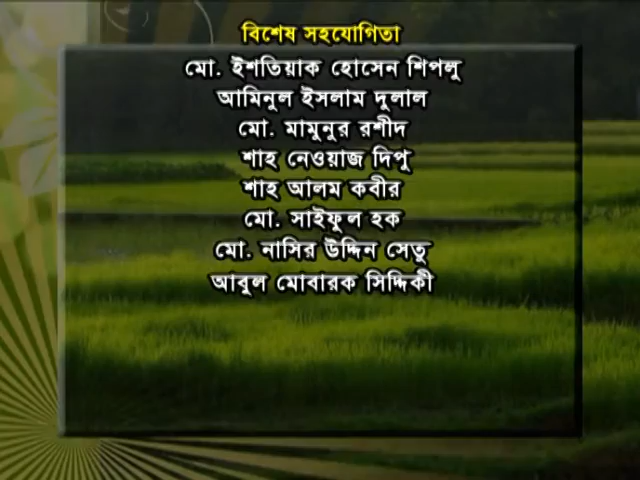 বিশেষ সহযোগিতা
মো. ইশতিয়াক হোসেন শিপলু
আমিনুল ইসলাম দুলাল
মো. মামুনুর রশীদ
শাহ নেওয়াজ দিপু
শাহ আলম কবীর
মো. সাইফুল হক
মো. নাসির উদ্দিন সেতু
আবুল মোবারক সিদ্দিকী